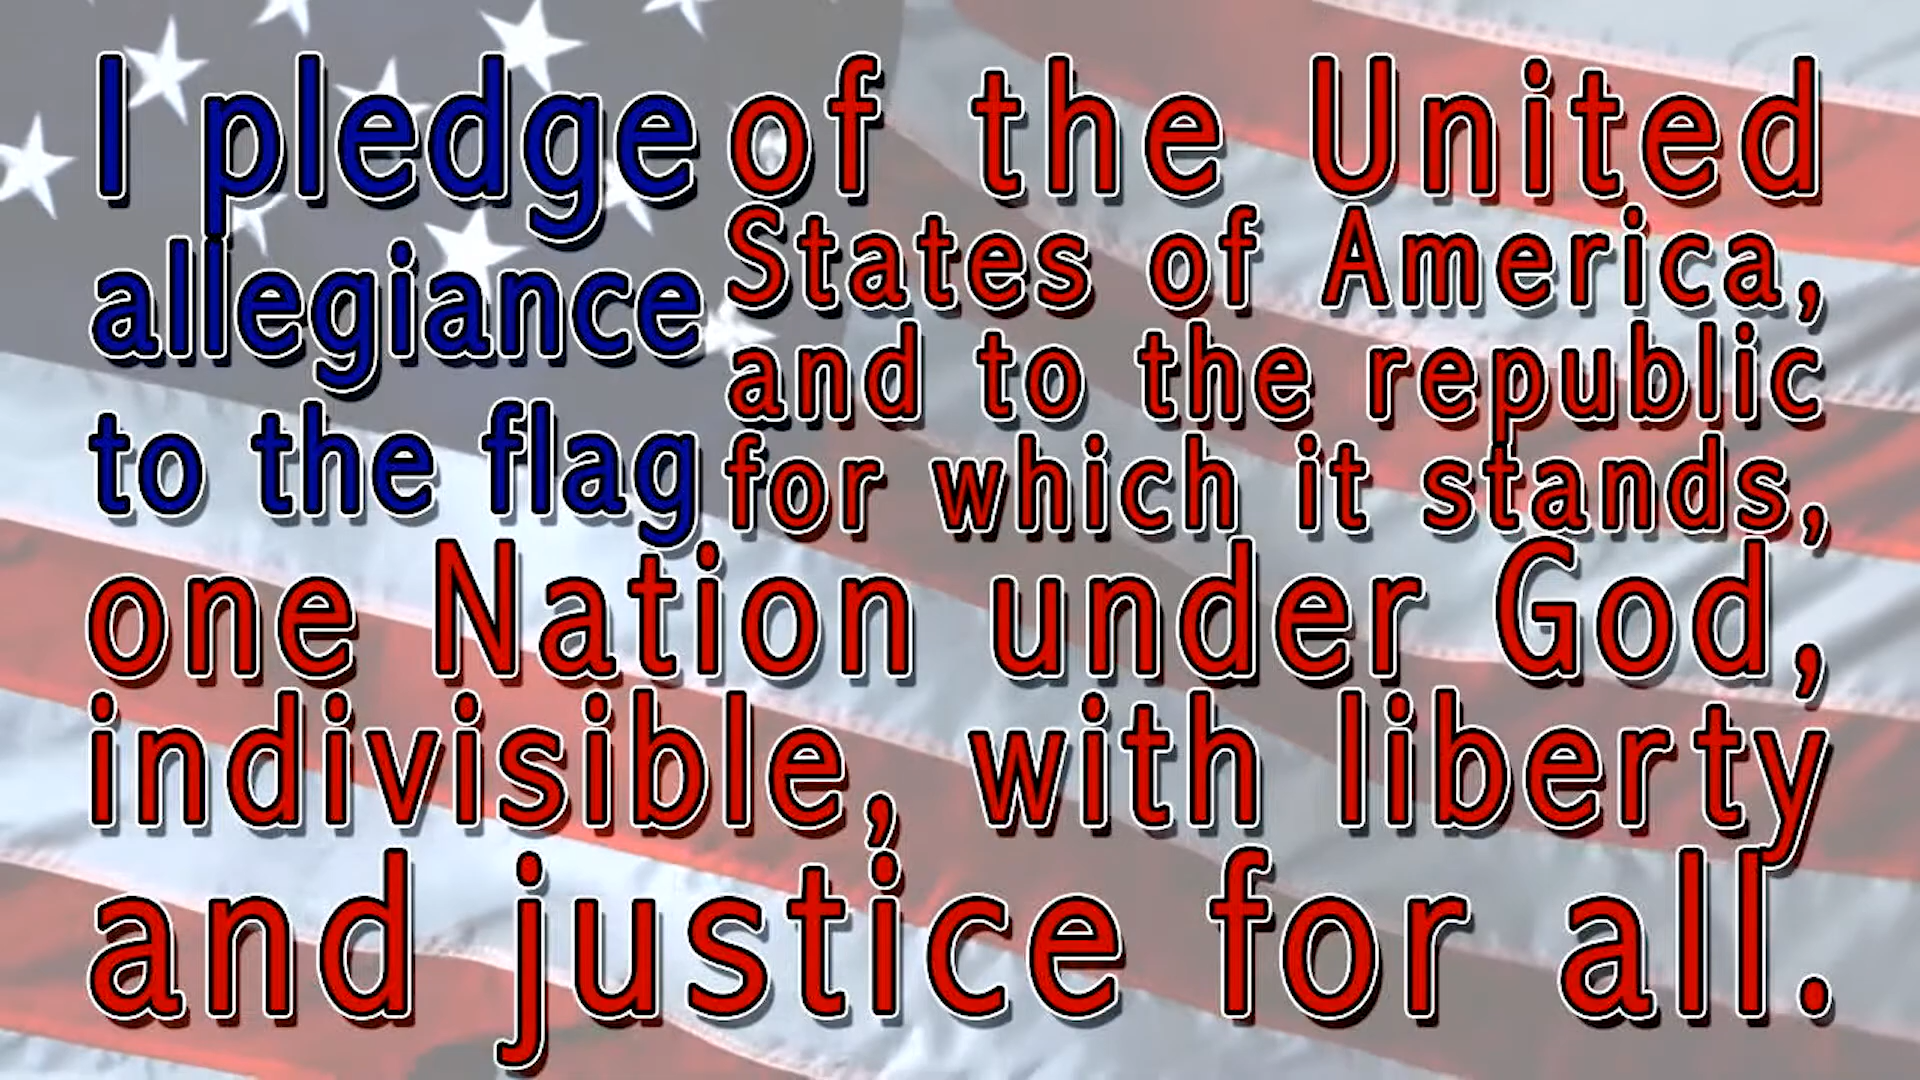 I pledge
allegiance
to the flag
of the United
States of America,
and to the republic
for which it stands,
one Nation under God,
indivisible, with liberty
and justice for all.